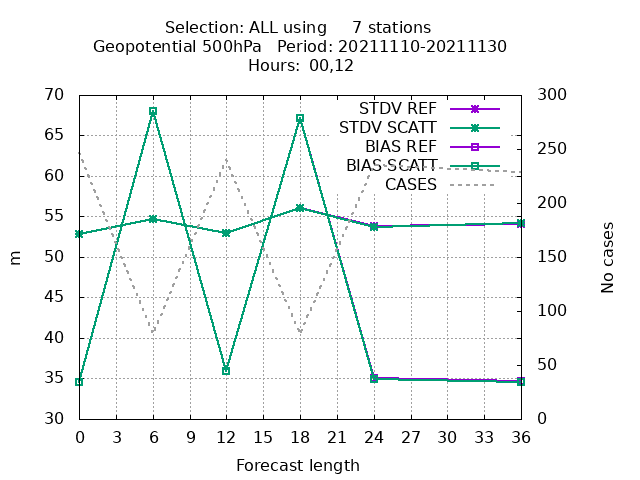 Selection: ALL using     7 stations
Geopotential 500hPa   Period: 20211110-20211130
Hours: 00,12
STDV REF
STDV SCATT
BIAS REF
BIAS SCATT
CASES
70
65
60
55
50
45
40
35
30
300
250
200
150
100
50
0
m
No cases
0 3 6 9 12 15 18 21 24 27 30 33 36
Forecast length